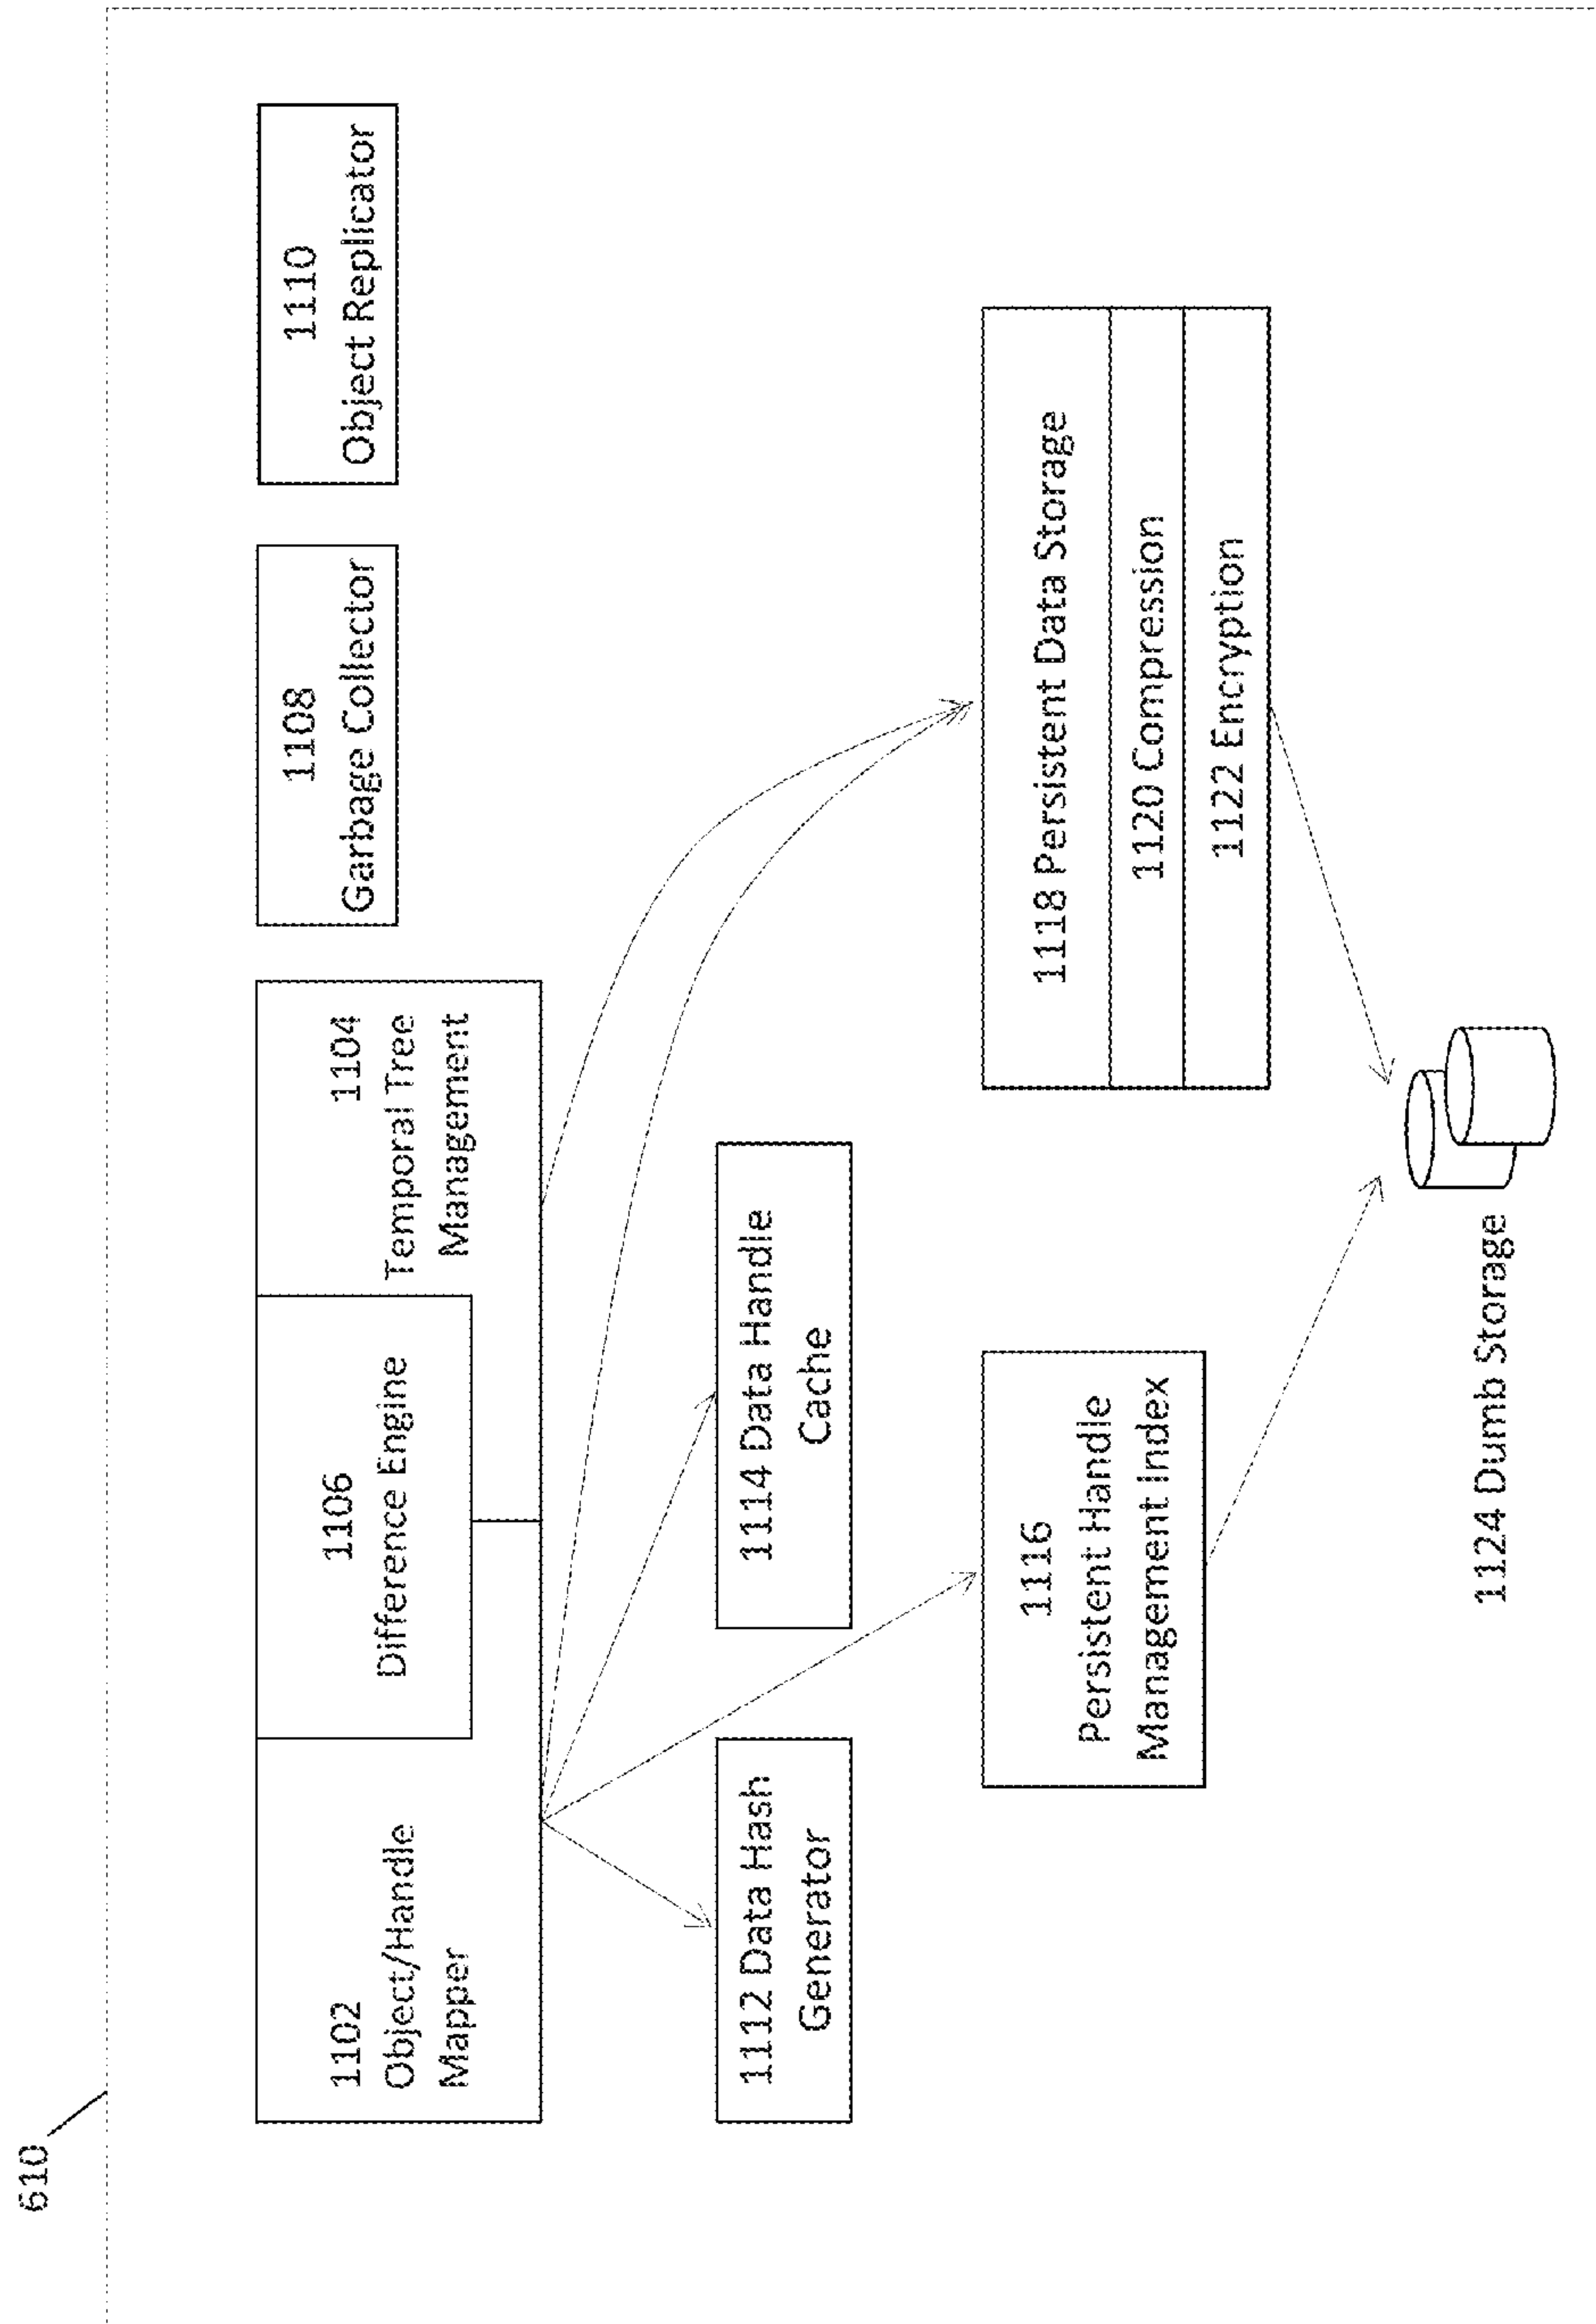 610
1102
Object/Handle
Mapper
1106
Difference Engine
1104
Temporal Tree
Management
1108
Garbage Collector
1110
Object Replicator
1112 Data Hash
Generator
1114 Data Handle
Cache
1116
Persistent Handle
Management Index
1118 Persistent Data Storage
1120 Compression
1122 Encryption
1124 Dumb Storage